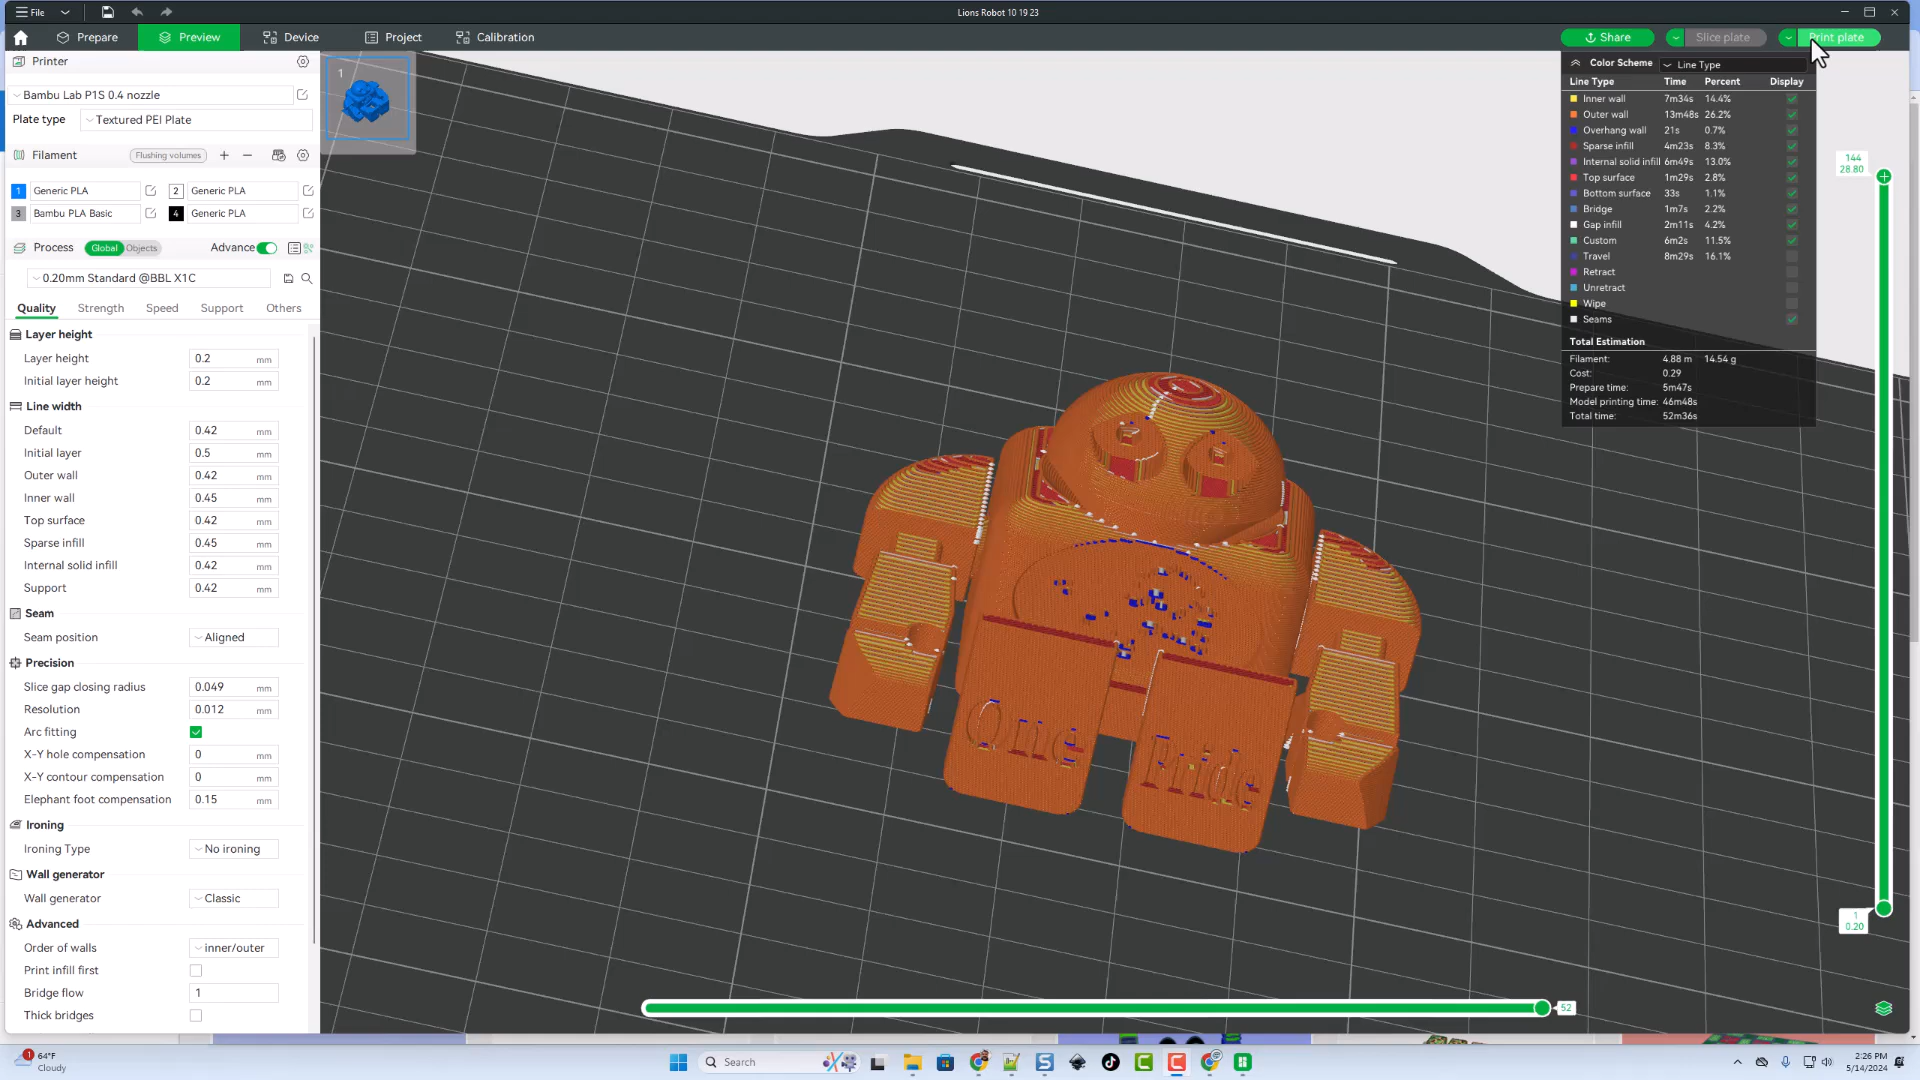 File
Lions Robot 10 19 23
Prepare
Preview
Device
Project
Calibration
Share
Slice plate
Print plate
Printer
Bambu Lab P1S 0.4 nozzle
Plate type
Textured PEI Plate
Filament
Flushing volumes
1 Generic PLA
2 Generic PLA
3 Bambu PLA Basic
4 Generic PLA
Process
Global
Objects
Advance
0.20mm Standard @BBL X1C
Quality
Strength
Speed
Support
Others
Layer height
Layer height 0.2 mm
Initial layer height 0.2 mm
Line width
Default 0.42 mm
Initial layer 0.5 mm
Outer wall 0.42 mm
Inner wall 0.45 mm
Top surface 0.42 mm
Sparse infill 0.45 mm
Internal solid infill 0.42 mm
Support 0.42 mm
Seam
Seam position Aligned
Precision
Slice gap closing radius 0.049 mm
Resolution 0.012 mm
Arc fitting
X-Y hole compensation 0 mm
X-Y contour compensation 0 mm
Elephant foot compensation 0.15 mm
Ironing
Ironing Type No ironing
Wall generator
Wall generator Classic
Advanced
Order of walls inner/outer
Print infill first
Bridge flow 1
Thick bridges
1
One Pride
Color Scheme Line Type
Line Type Time Percent Display
Inner wall 7m34s 14.4%
Outer wall 13m48s 26.2%
Overhang wall 21s 0.7%
Sparse infill 4m23s 8.3%
Internal solid infill 6m49s 13.0%
Top surface 1m29s 2.8%
Bottom surface 33s 1.1%
Bridge 1m7s 2.2%
Gap infill 2m11s 4.2%
Custom 6m2s 11.5%
Travel 8m29s 16.1%
Retract
Unretract
Wipe
Seams
Total Estimation
Filament: 4.88 m 14.54 g
Cost: 0.29
Prepare time: 5m47s
Model printing time: 46m48s
Total time: 52m36s
144
28.80
1
0.20
52
1
64°F
Cloudy
Search
2:26 PM
5/14/2024